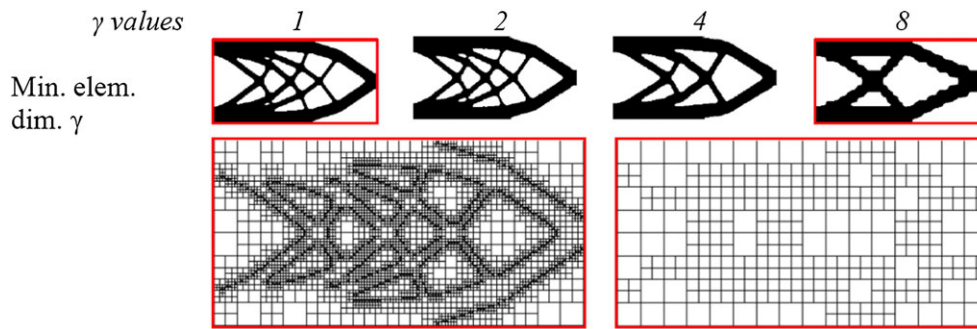 γ values 1 2 4 8
Min. elem.
dim. γ